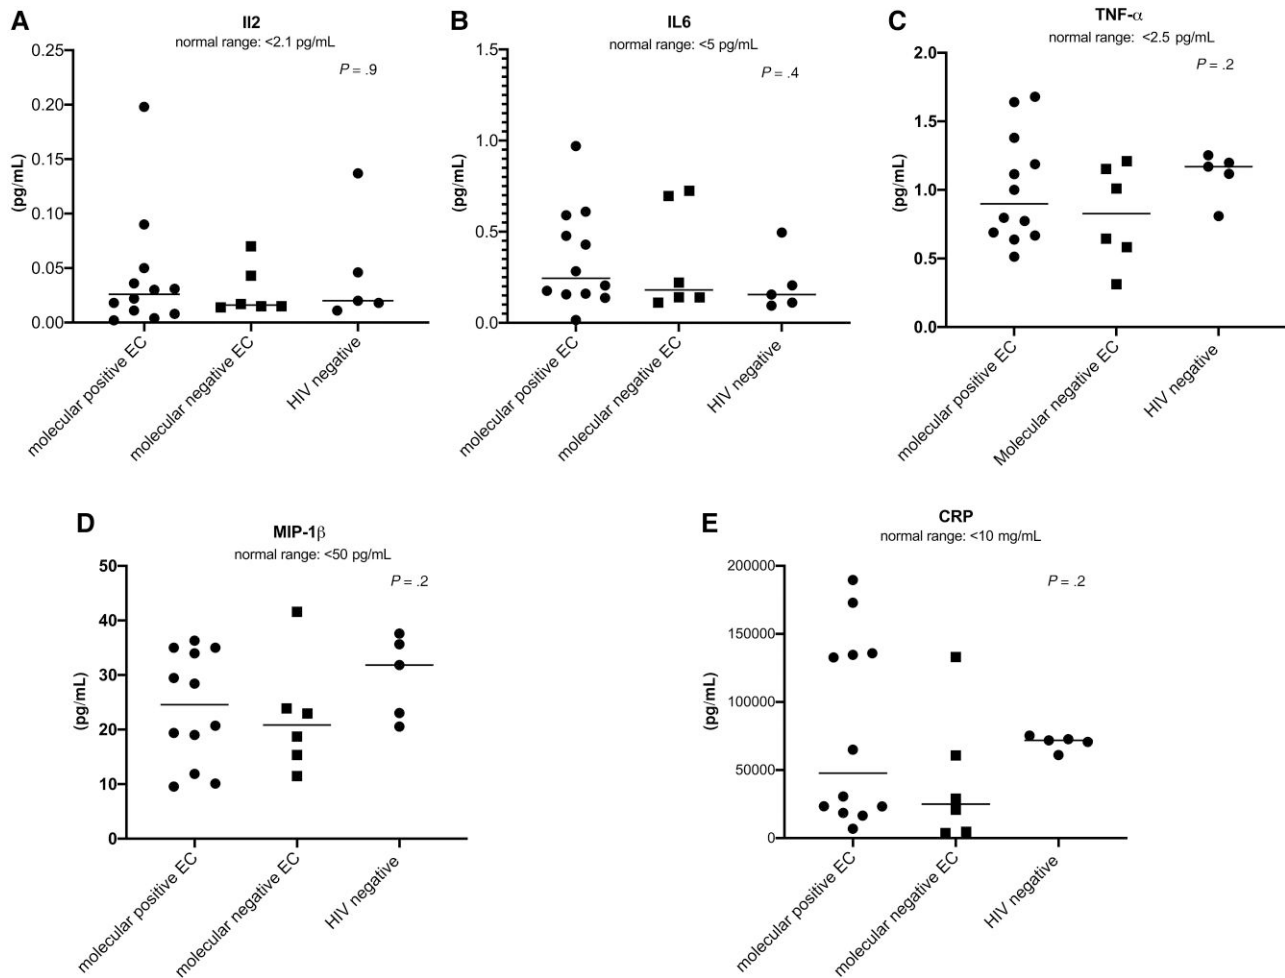 A
Il2
normal range: <2.1 pg/mL
P = .9
0.25
0.20
0.15
0.10
0.05
0.00
(pg/mL)
molecular positive EC
molecular negative EC
HIV negative
B
IL6
normal range: <5 pg/mL
P = .4
1.5
1.0
0.5
0.0
(pg/mL)
molecular positive EC
molecular negative EC
HIV negative
C
TNF-α
normal range: <2.5 pg/mL
P = .2
2.0
1.5
1.0
0.5
0.0
(pg/mL)
molecular positive EC
Molecular negative EC
HIV negative
D
MIP-1β
normal range: <50 pg/mL
P = .2
50
40
30
20
10
0
(pg/mL)
molecular positive EC
molecular negative EC
HIV negative
E
CRP
normal range: <10 mg/mL
P = .2
200000
150000
100000
50000
0
(pg/mL)
molecular positive EC
molecular negative EC
HIV negative